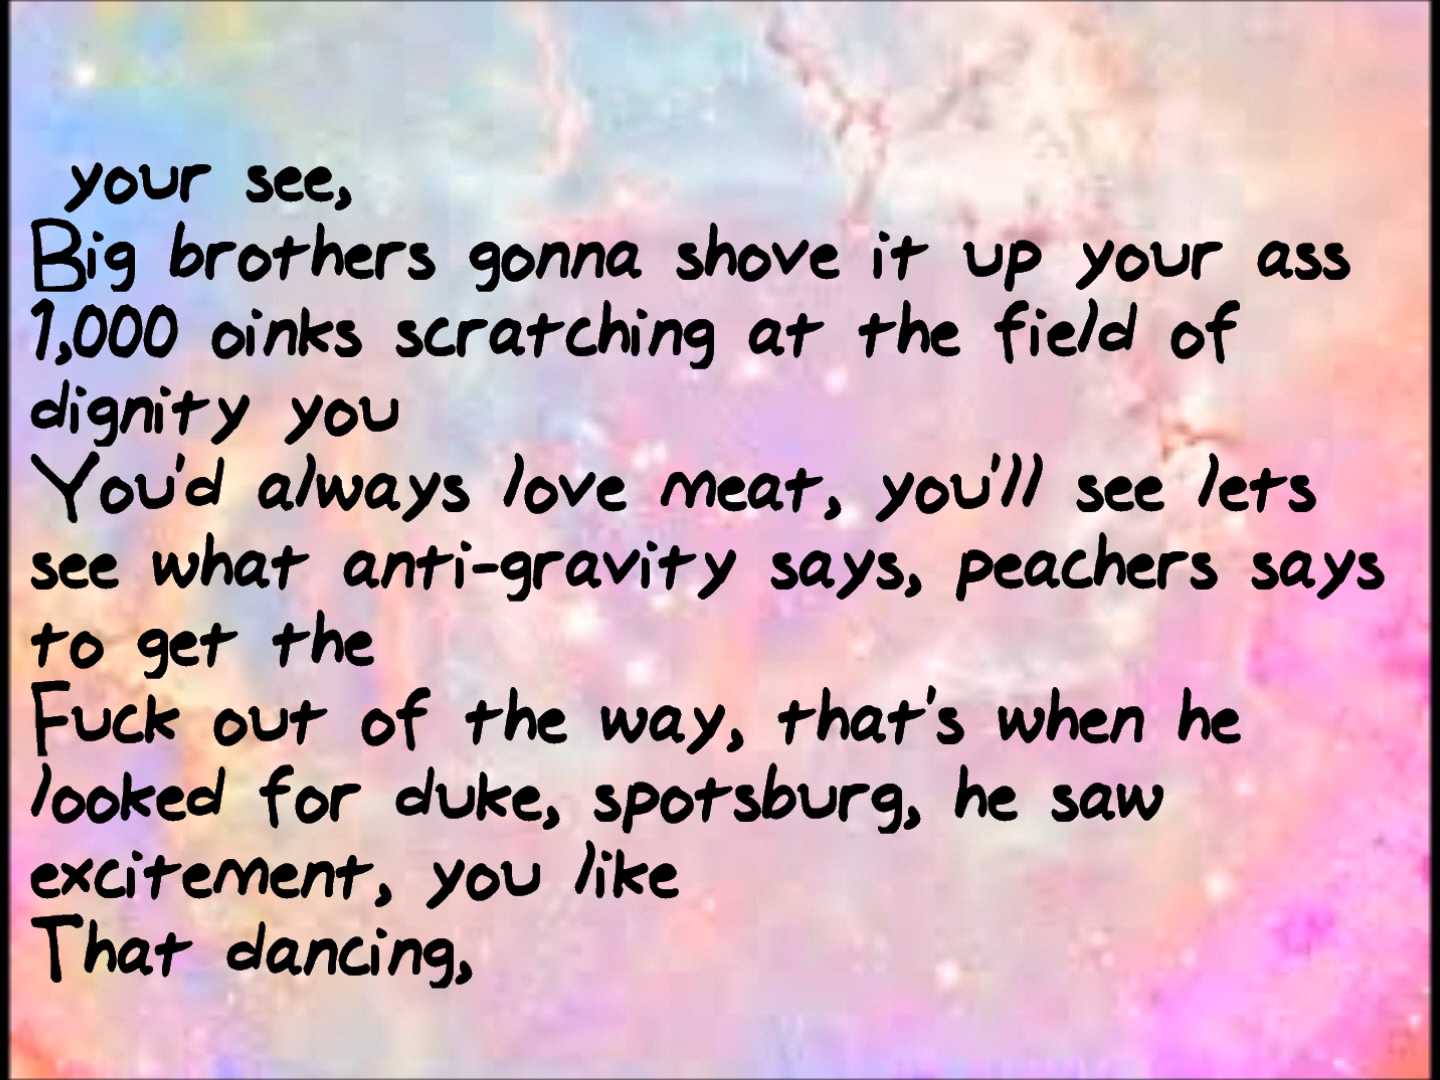 your see,
Big brothers gonna shove it up your ass
1,000 oinks scratching at the field of
dignity you
You'd always love meat, you'll see lets
see what anti-gravity says, peachers says
to get the
Fuck out of the way, that's when he
looked for duke, spotsburg, he saw
excitement, you like
That dancing,